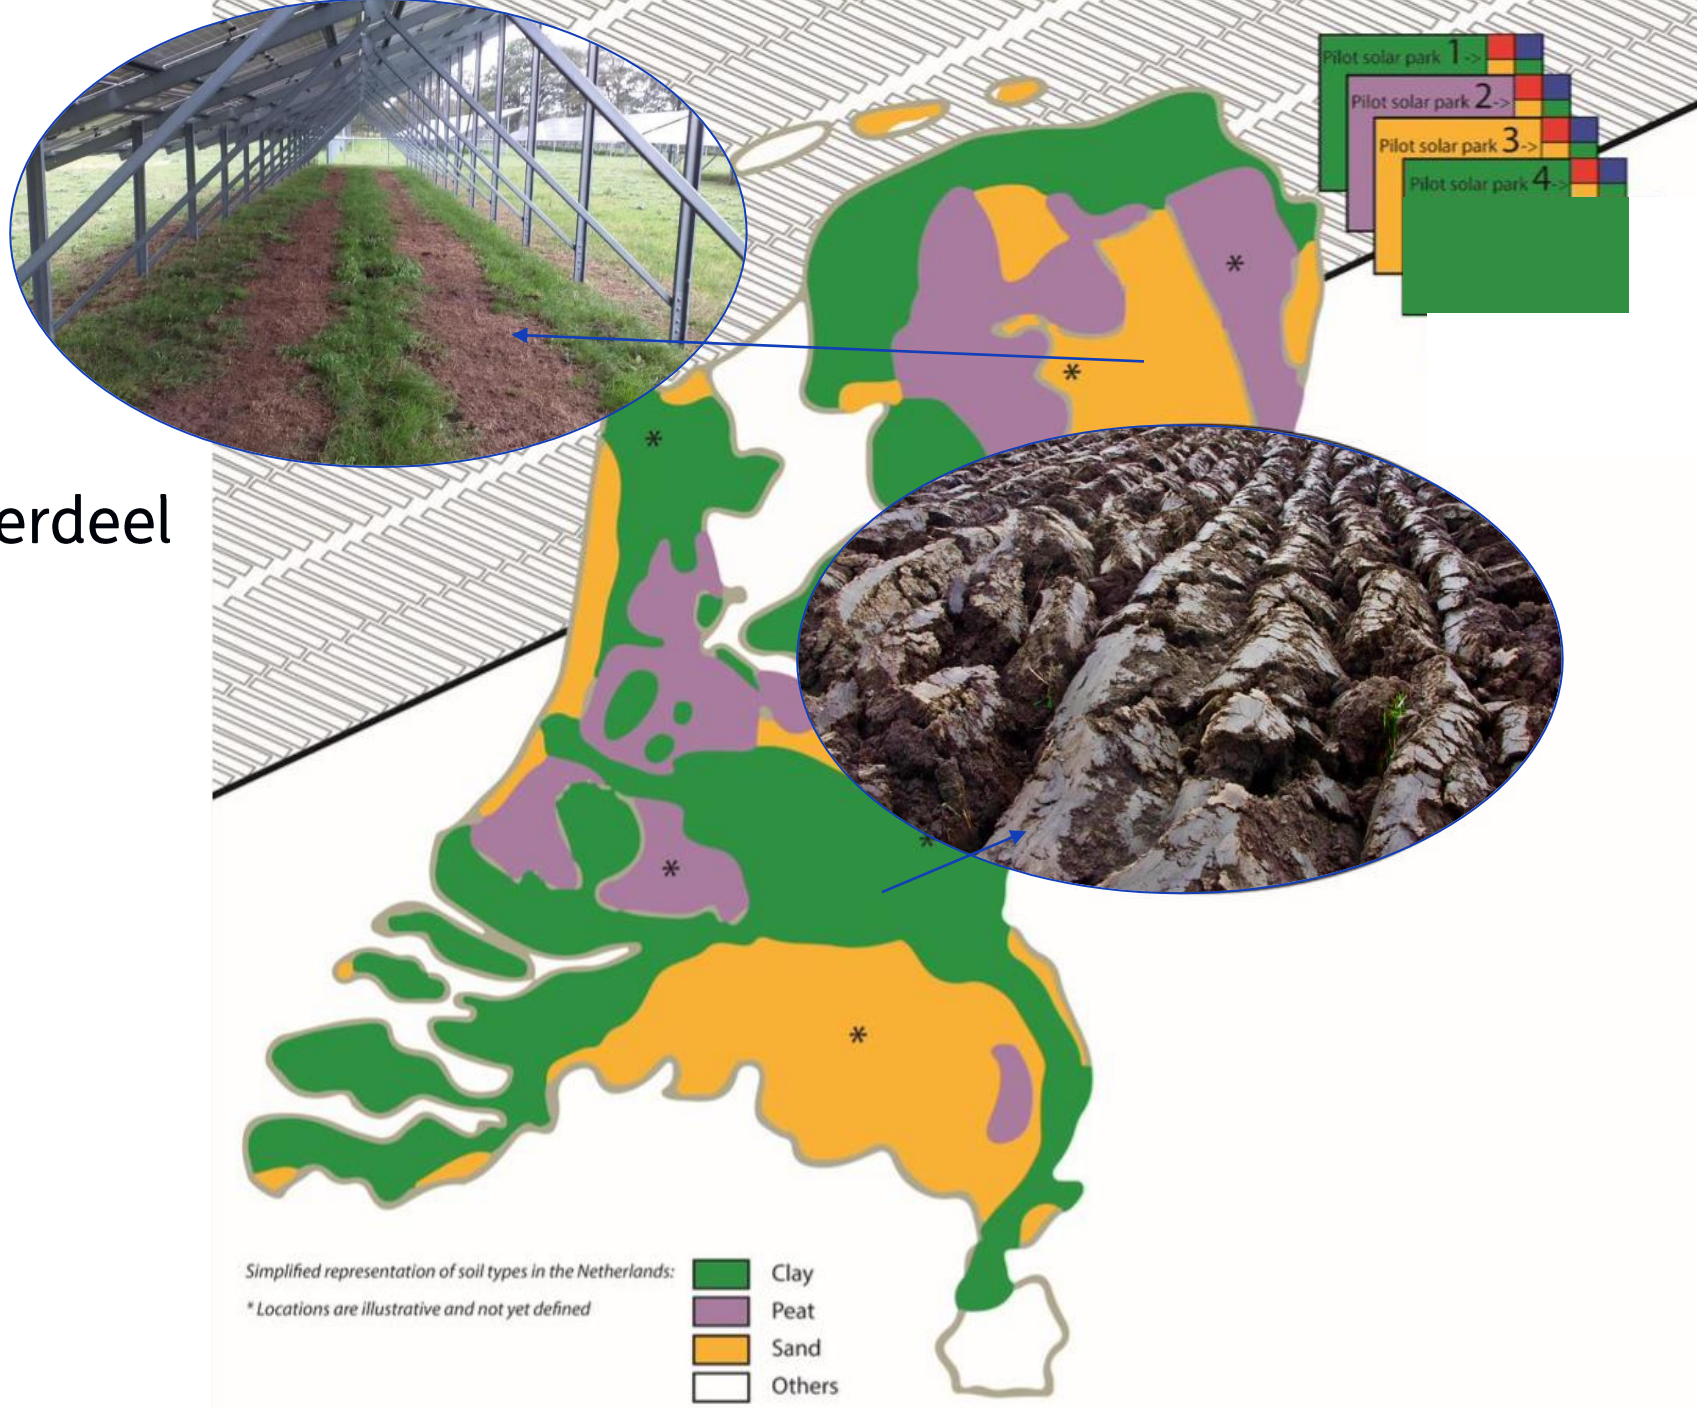 Pilot solar park 1->
Pilot solar park 2->
Pilot solar park 3->
Pilot solar park 4->
*
*
*
erdeel
*
*
*
Simplified representation of soil types in the Netherlands:
* Locations are illustrative and not yet defined
Clay
Peat
Sand
Others